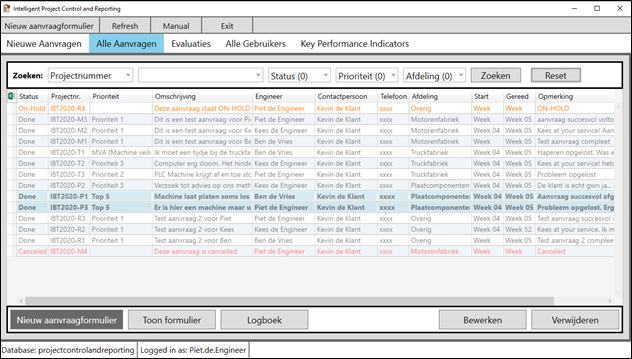 Intelligent Project Control and Reporting
Nieuw aanvraagformulier Refresh Manual Exit
Nieuwe Aanvragen Alle Aanvragen Evaluaties Alle Gebruikers Key Performance Indicators
Zoeken: Projectnummer Status (0) Prioriteit (0) Afdeling (0) Zoeken Reset
Status Projectnr. Prioriteit Omschrijving Engineer Contactpersoon Telefoon Afdeling Start Gereed Opmerking
On-Hold IBT2020-R4 Deze aanvraag staat ON-HOLD Piet de Engineer Kevin de Klant xxxx Overig Week Week ON-HOLD
Done IBT2020-M3 Prioriteit 1 Dit is een test aanvraag voor Pie Piet de Engineer Kevin de Klant xxxx Motorenfabriek Week Week 05 aanvraag succesvol volto
Done IBT2020-M2 Prioriteit 1 Dit is een test aanvraag voor Ke Kees de Engineer Kevin de Klant xxxx Motorenfabriek Week 04 Week 05 Kees at your service! Aan
Done IBT2020-M1 Prioriteit 1 Dit is een test aanvraag voor Be Ben de Vries Kevin de Klant xxxx Motorenfabriek Week Week 05 Test aanvraag compleet
Done IBT2020-T1 MVA (Machine veili Ik moet een tijdje bij de trucks Ben de Vries Kevin de Klant xxxx Truckfabriek Week Week 05 Haperen opgelost. Was e
Done IBT2020-T2 Prioriteit 3 Computer erg sloom. Het hinde Kees de Engineer Kevin de Klant xxxx Truckfabriek Week 04 Week 05 Kees at your service! heb
Done IBT2020-T3 Prioriteit 2 PLC Machine krijgt af en toe stc Piet de Engineer Kevin de Klant xxxx Truckfabriek Week 04 Week 05 Probleem opgelost
Done IBT2020-P2 Prioriteit 3 Verzoek tot advies op ons meth Kees de Engineer Kevin de Klant xxxx Plaatcomponenten Week 04 Week 05 De klant is echt gwn ja...
Done IBT2020-P1 Top 5 Machine laat platen soms los Ben de Vries Kevin de Klant xxxx Plaatcomponenter Week 04 Week 05 Aanvraag succesvol afg
Done IBT2020-P3 Top 5 Er is hier een machine maar w Piet de Engineer Kevin de Klant xxxx Plaatcomponenter Week 04 Week 05 Probleem opgelost. Erg
Done IBT2020-R3 Prioriteit 1 Test aanvraag 2 voor Piet Piet de Engineer Kevin de Klant xxxx Overig Week 04 Week 05 Test aanvraag succesvol
Done IBT2020-R2 Prioriteit 1 Test aanvraag 2 voor Kees Kees de Engineer Kevin de Klant xxxx Overig Week 04 Week 52 Kees at your service. Ik m
Done IBT2020-R1 Prioriteit 1 Test aanvraag 2 voor Ben Ben de Vries Kevin de Klant xxxx Overig Week Week 05 Test aanvraag 2 complee
Canceled IBT2020-M4 Deze aanvraag is cancelled Piet de Engineer Kevin de Klant xxxx Motorenfabriek Week Week Canceled
Nieuw aanvraagformulier Toon formulier Logboek Bewerken Verwijderen
Database: projectcontrolandreporting Logged in as: Piet.de.Engineer